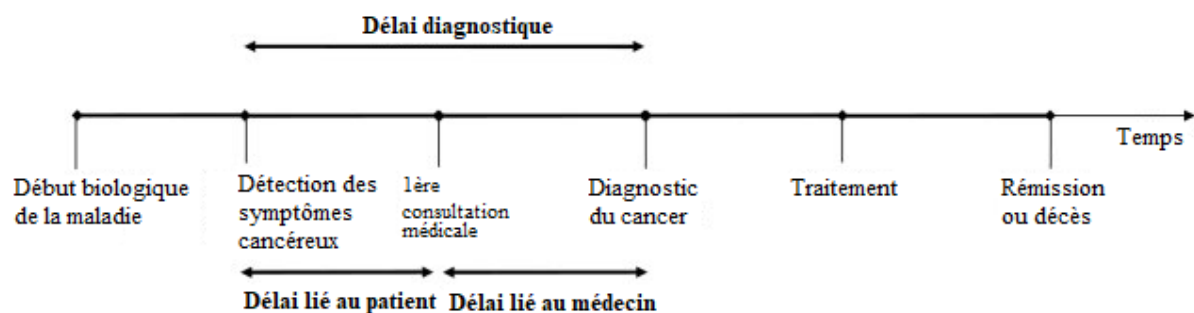 Délai diagnostique
Temps
Début biologique
de la maladie
Détection des
symptômes
cancéreux
1ère
consultation
médicale
Diagnostic
du cancer
Traitement
Rémission
ou décès
Délai lié au patient
Délai lié au médecin